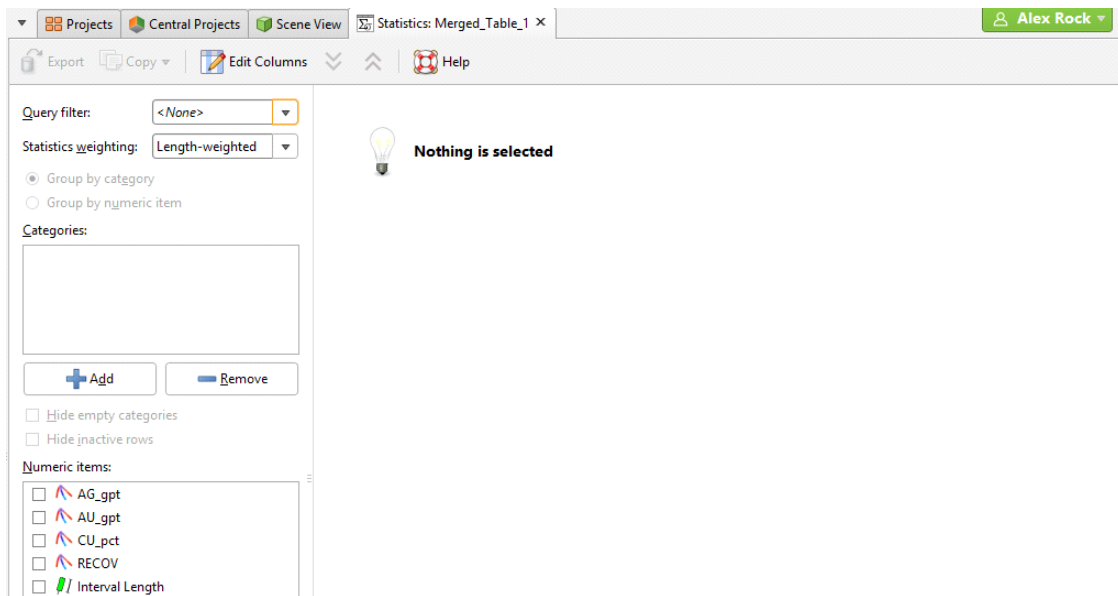 Projects Central Projects Scene View Statistics: Merged_Table_1
Alex Rock
Export Copy Edit Columns Help
Query filter: <None>
Statistics weighting: Length-weighted
Group by category
Group by numeric item
Categories:
Add Remove
Hide empty categories
Hide inactive rows
Numeric items:
AG_gpt
AU_gpt
CU_pct
RECOV
Interval Length
Nothing is selected